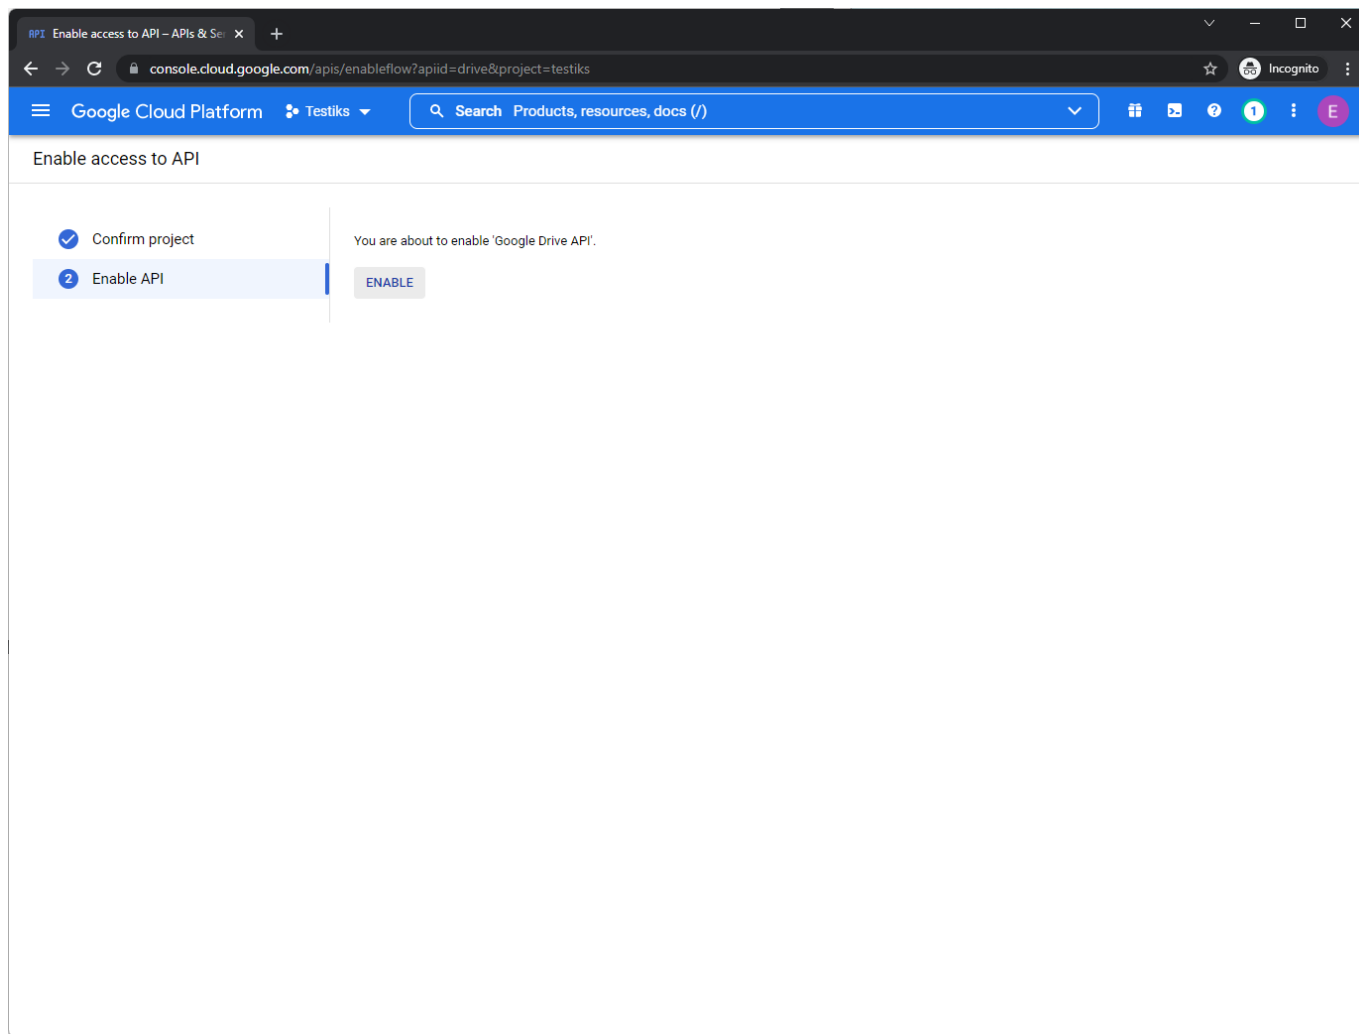 API Enable access to API – APIs & Ser
console.cloud.google.com/apis/enableflow?apiid=drive&project=testiks
Incognito
Google Cloud Platform
Testiks
Search Products, resources, docs (/)
1
E
Enable access to API
Confirm project
2 Enable API
You are about to enable 'Google Drive API'.
ENABLE